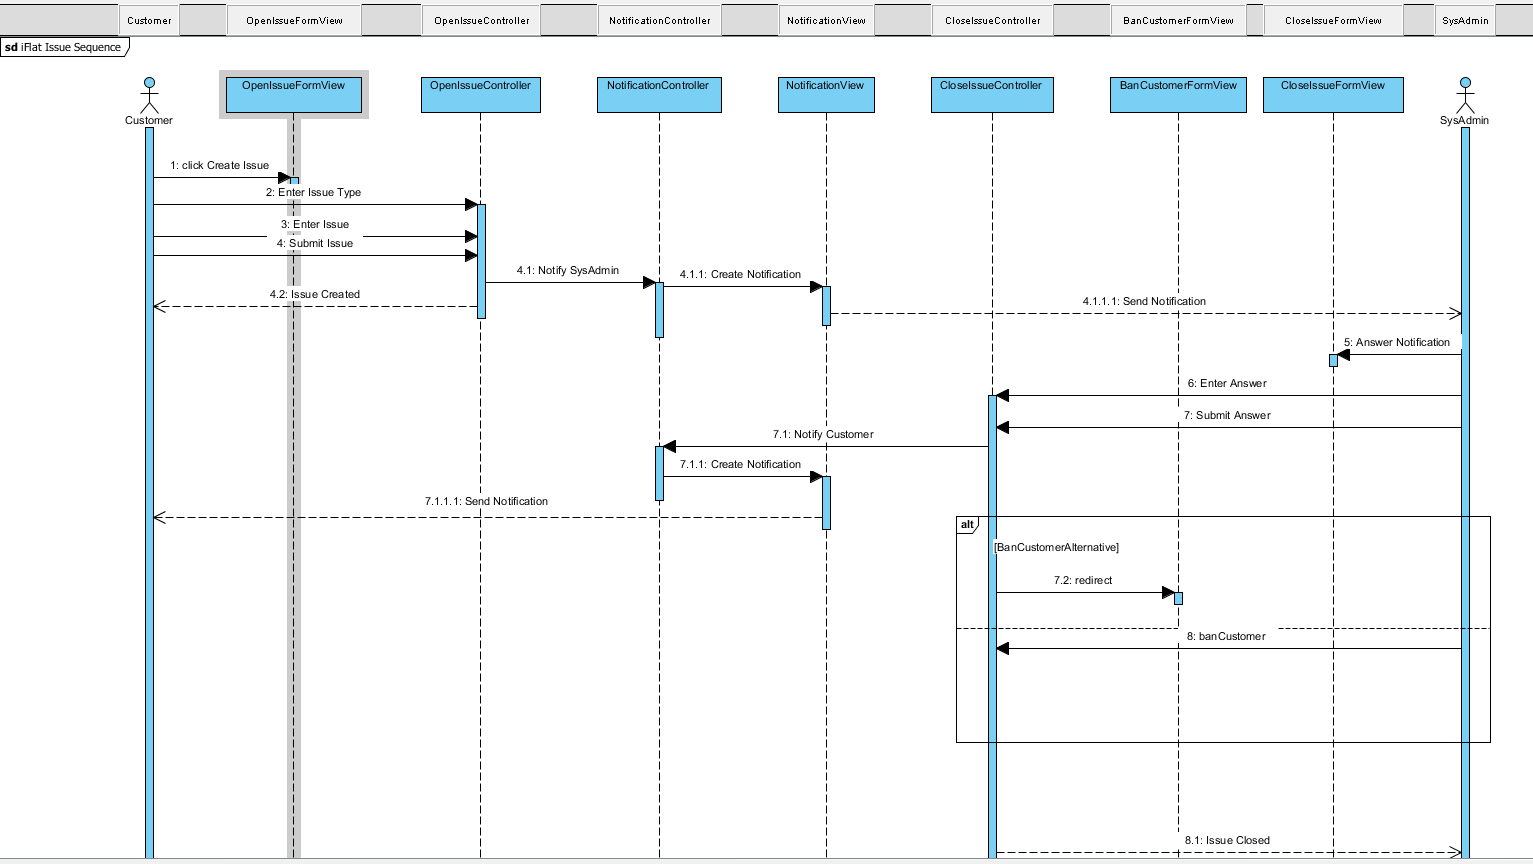 Customer
OpenIssueFormView
OpenIssueController
NotificationController
NotificationView
CloseIssueController
BanCustomerFormView
CloseIssueFormView
SysAdmin
sd iFlat Issue Sequence
OpenIssueFormView
OpenIssueController
NotificationController
NotificationView
CloseIssueController
BanCustomerFormView
CloseIssueFormView
Customer
SysAdmin
1: click Create Issue
2: Enter Issue Type
3: Enter Issue
4: Submit Issue
4.1: Notify SysAdmin
4.1.1: Create Notification
4.2: Issue Created
4.1.1.1: Send Notification
5: Answer Notification
6: Enter Answer
7: Submit Answer
7.1: Notify Customer
7.1.1: Create Notification
7.1.1.1: Send Notification
alt
[BanCustomerAlternative]
7.2: redirect
8: banCustomer
8.1: Issue Closed